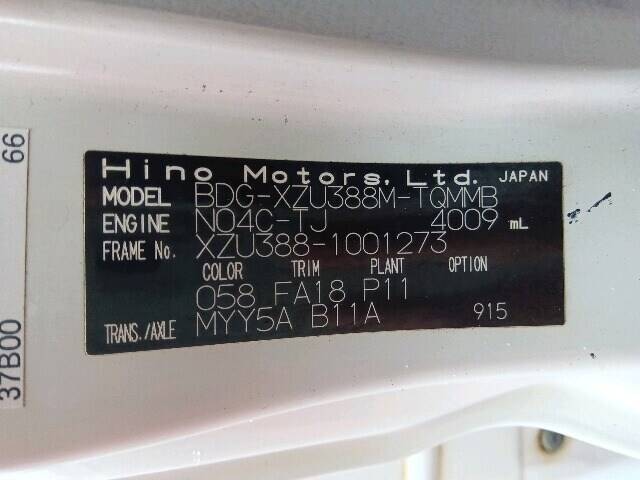 Hino Motors, Ltd. JAPAN
MODEL BDG-XZU388M-TQMMB
ENGINE N04C-TJ 4009 mL
FRAME No. XZU388-1001273
COLOR TRIM PLANT OPTION
058 FA18 P11
TRANS./AXLE MYY5A B11A 915
37B00 66